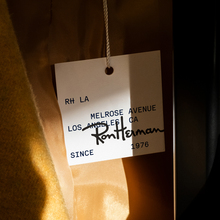 RH LA
MELROSE AVENUE
LOS ANGELES CA
Ron Herman
SINCE 1976